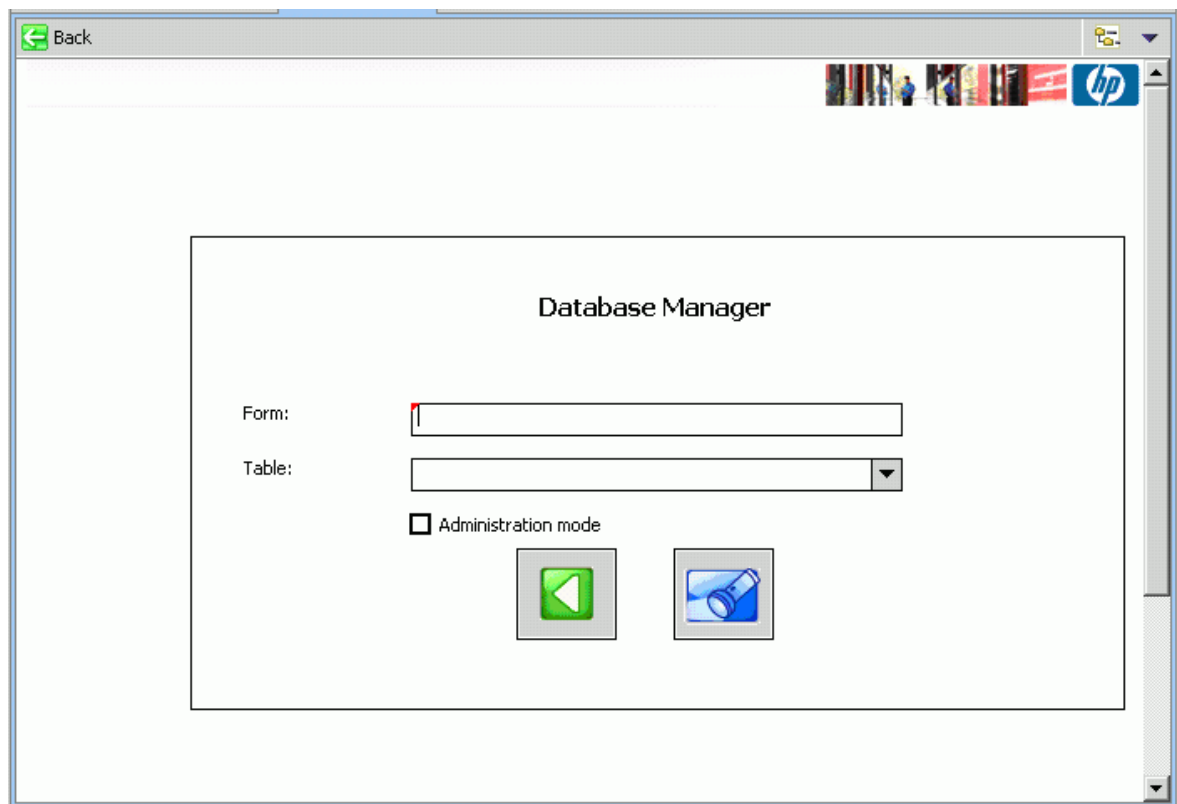 Back
hp
Database Manager
Form:
Table:
Administration mode